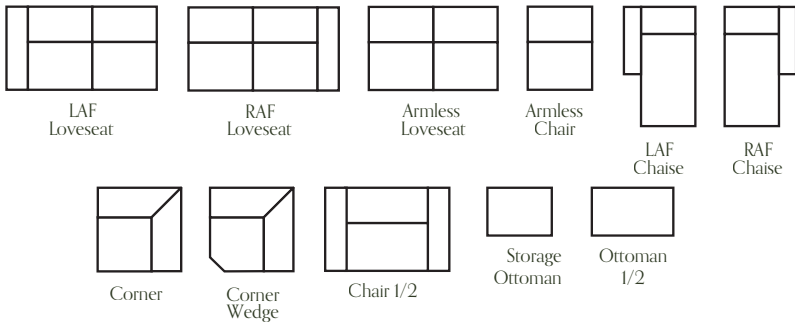 LAF
Loveseat
RAF
Loveseat
Armless
Loveseat
Armless
Chair
LAF
Chaise
RAF
Chaise
Corner
Corner
Wedge
Chair 1/2
Storage
Ottoman
Ottoman
1/2